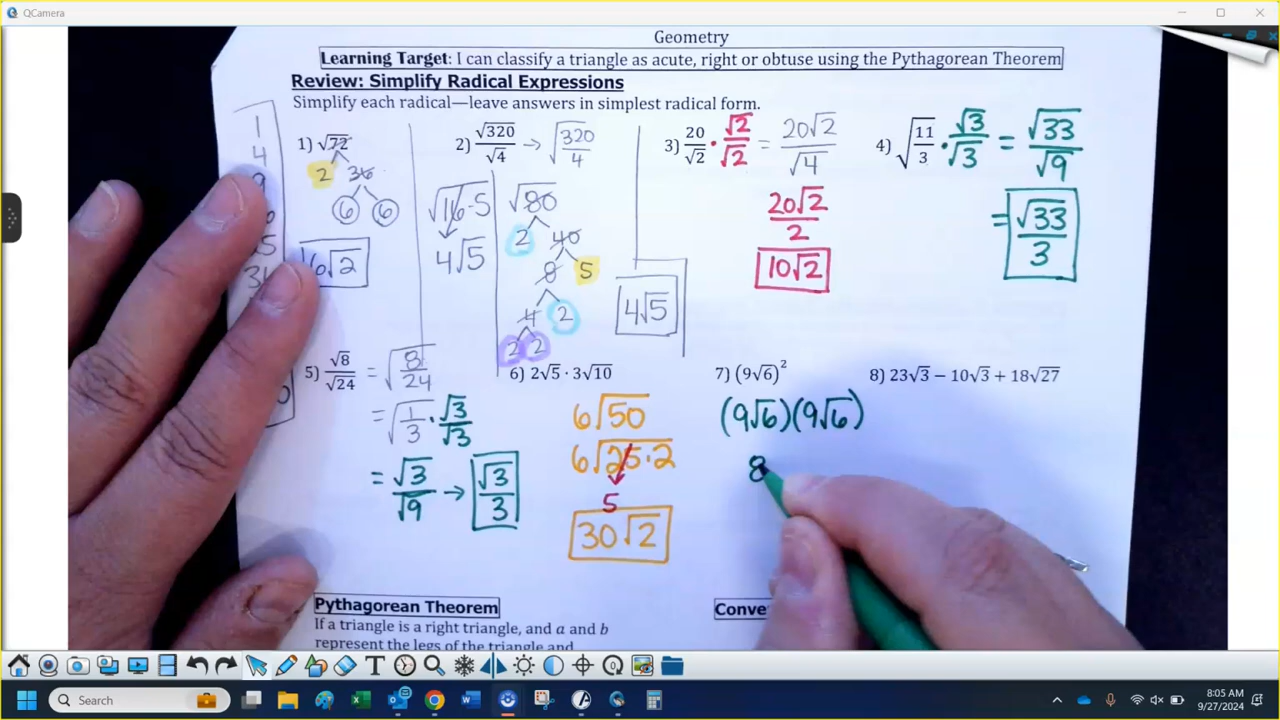 QCamera
Geometry
Learning Target: I can classify a triangle as acute, right or obtuse using the Pythagorean Theorem
Review: Simplify Radical Expressions
Simplify each radical—leave answers in simplest radical form.
1
4
9
1) √72
2 36
6 6
6√2
2) √320/√4 → √(320/4)
√(16·5)
4√5
√80
2 40
8 5
4 2
2 2
4√5
3) 20/√2 · √2/√2 = 20√2/√4
20√2/2
10√2
4) √(11/3) · √3/√3 = √33/√9
= √33/3
5) √8/√24 = √(8/24)
= √(1/3) · √3/√3
= √3/√9 → √3/3
6) 2√5 · 3√10
6√50
6√(25·2)
5
30√2
7) (9√6)²
(9√6)(9√6)
8
8) 23√3 − 10√3 + 18√27
Pythagorean Theorem
If a triangle is a right triangle, and a and b
represent the legs of the triangle and
Conve
Search
8:05 AM
9/27/2024